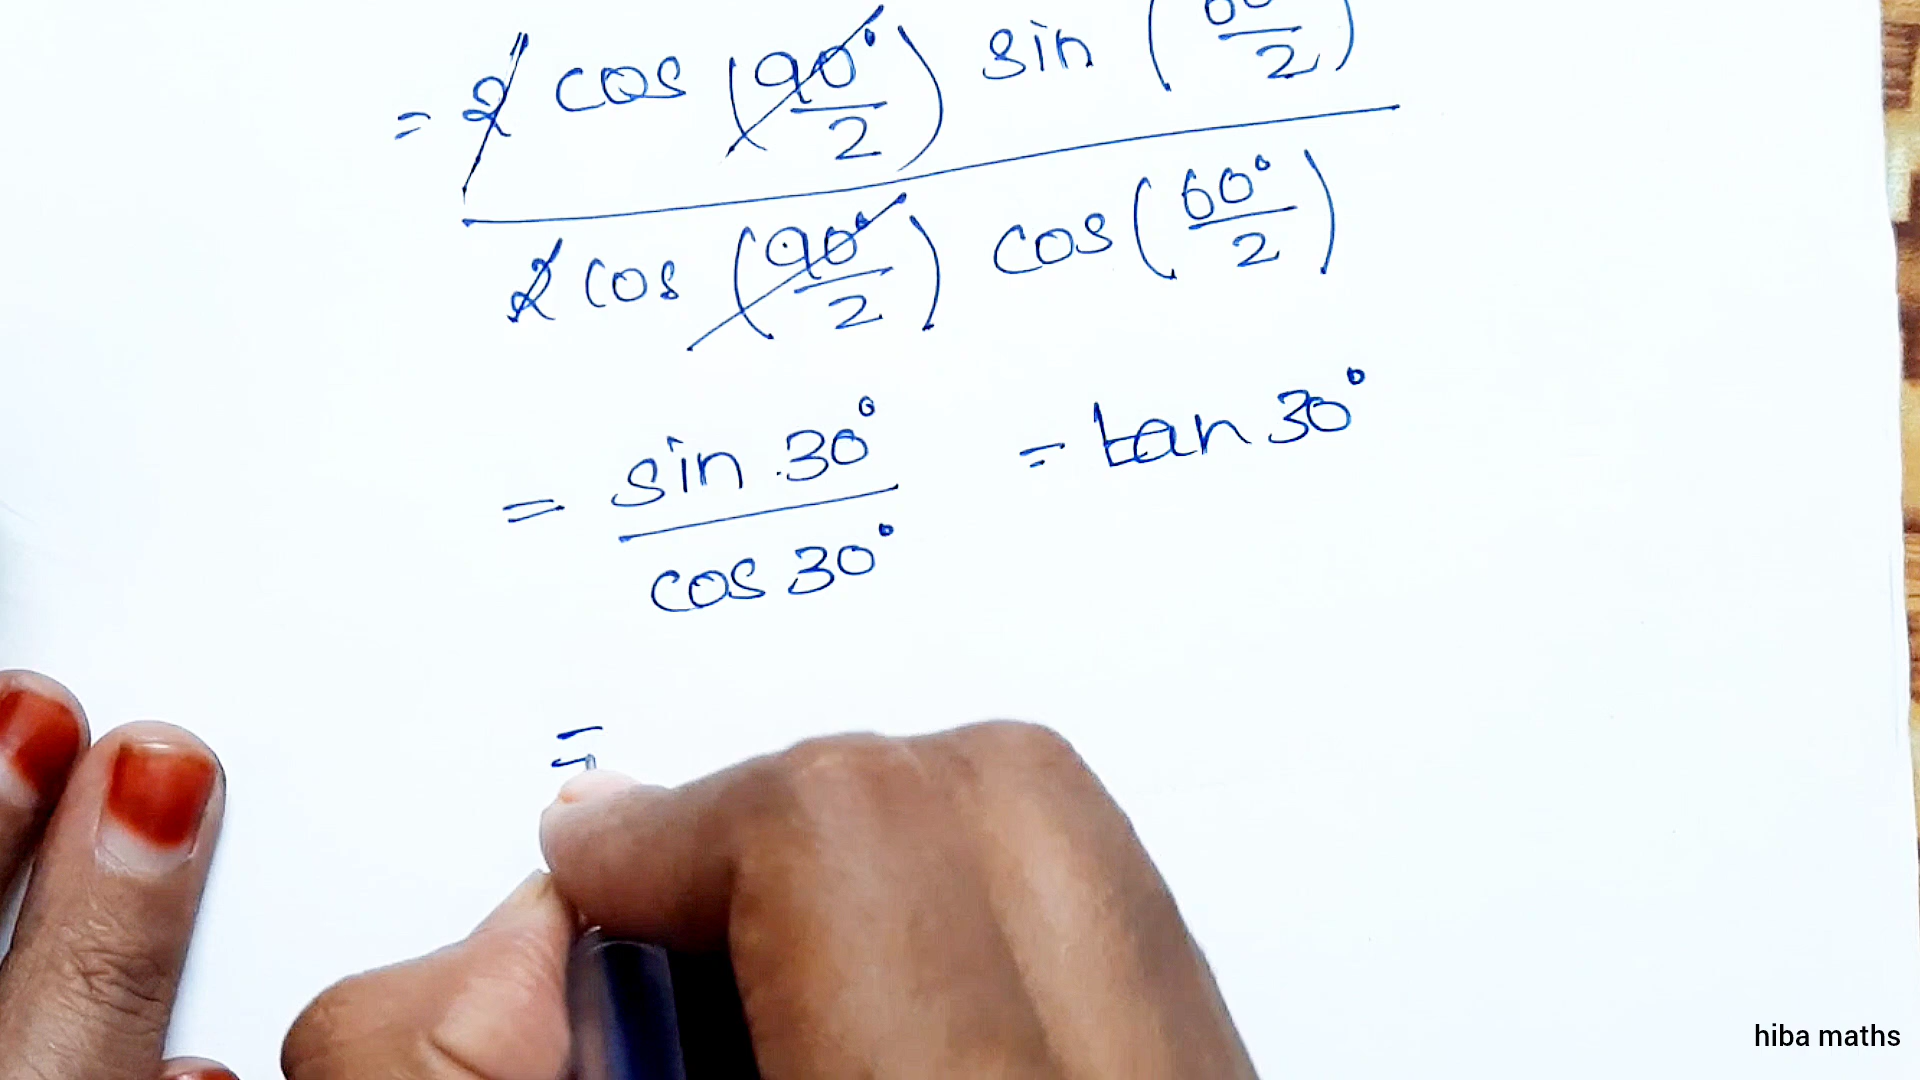 = 2 cos (90°/2) sin (60/2)
2 cos (90°/2) cos (60°/2)
= sin 30° = tan 30°
cos 30°
=
hiba maths